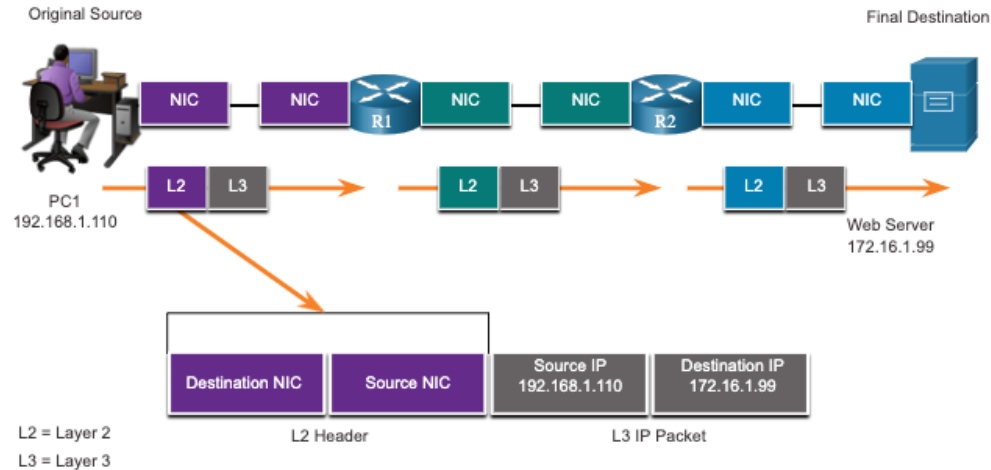 Original Source
Final Destination
NIC
NIC
R1
NIC
NIC
R2
NIC
NIC
L2
L3
L2
L3
L2
L3
PC1
192.168.1.110
Web Server
172.16.1.99
Destination NIC
Source NIC
Source IP
192.168.1.110
Destination IP
172.16.1.99
L2 = Layer 2
L2 Header
L3 IP Packet
L3 = Layer 3